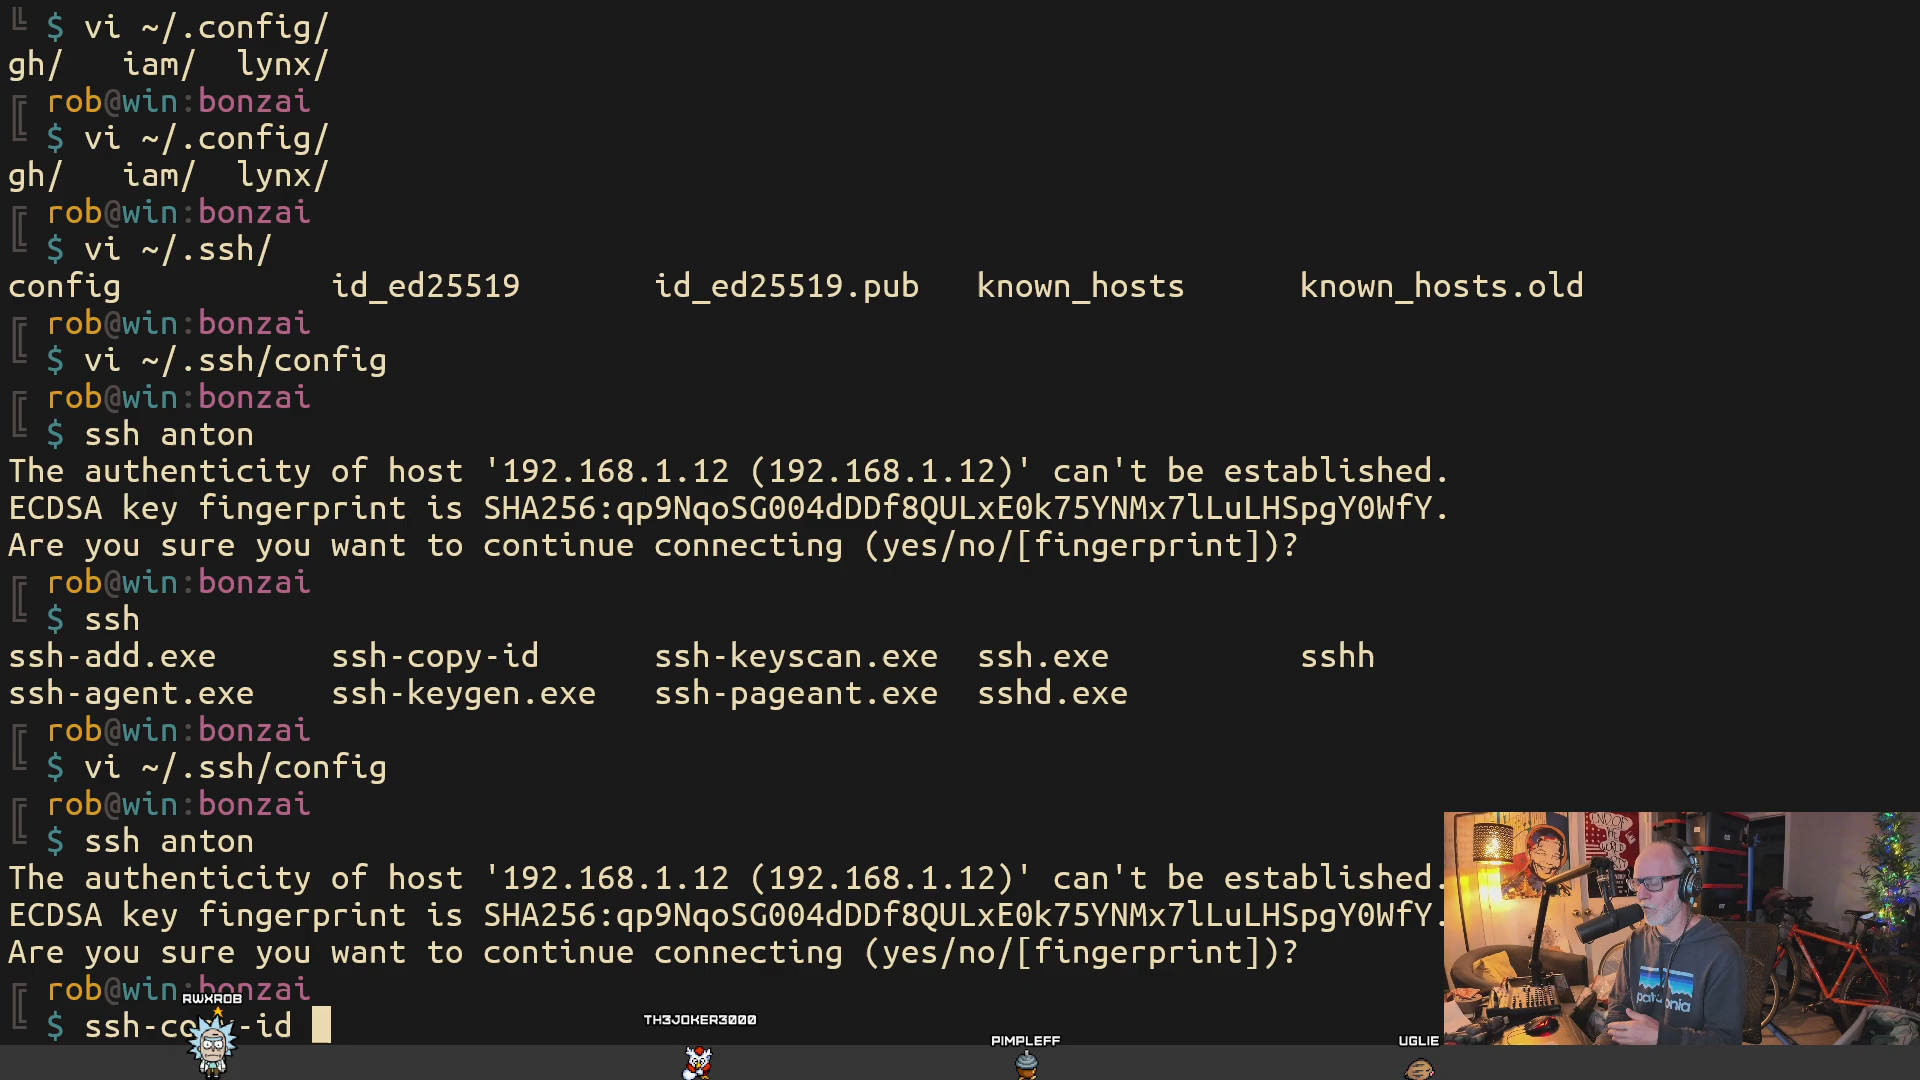 $ vi ~/.config/
gh/ iam/ lynx/
rob@win:bonzai
$ vi ~/.config/
gh/ iam/ lynx/
rob@win:bonzai
$ vi ~/.ssh/
config id_ed25519 id_ed25519.pub known_hosts known_hosts.old
rob@win:bonzai
$ vi ~/.ssh/config
rob@win:bonzai
$ ssh anton
The authenticity of host '192.168.1.12 (192.168.1.12)' can't be established.
ECDSA key fingerprint is SHA256:qp9NqoSG004dDDf8QULxE0k75YNMx7lLuLHSpgY0WfY.
Are you sure you want to continue connecting (yes/no/[fingerprint])?
rob@win:bonzai
$ ssh
ssh-add.exe ssh-copy-id ssh-keyscan.exe ssh.exe sshh
ssh-agent.exe ssh-keygen.exe ssh-pageant.exe sshd.exe
rob@win:bonzai
$ vi ~/.ssh/config
rob@win:bonzai
$ ssh anton
The authenticity of host '192.168.1.12 (192.168.1.12)' can't be established.
ECDSA key fingerprint is SHA256:qp9NqoSG004dDDf8QULxE0k75YNMx7lLuLHSpgY0WfY.
Are you sure you want to continue connecting (yes/no/[fingerprint])?
rob@win:bonzai
$ ssh-copy-id
RWXROB
TH3JOKER3000
PIMPLEFF
UGLIE
patagonia